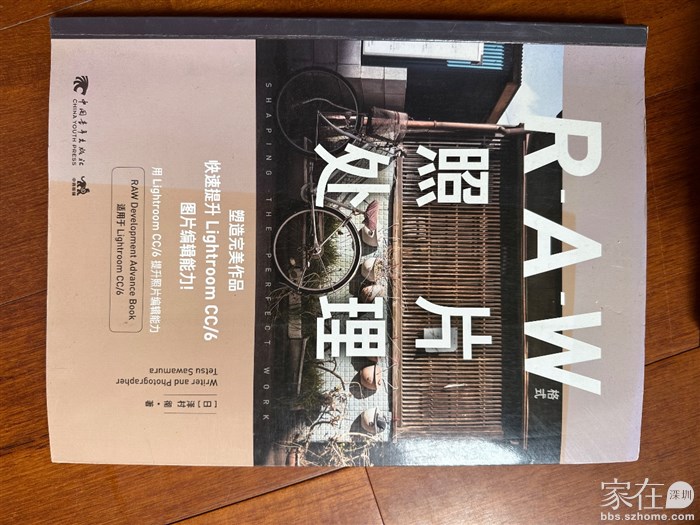 R·A·W
格式
照片
处理
SHAPING THE PERFECT WORK
塑造完美作品
快速提升 Lightroom CC/6
图片编辑能力!
用 Lightroom CC/6 提升照片编辑能力
RAW Development Advance Book
适用于 Lightroom CC/6
Writer and Photographer
Tetsu Sawamura
[日] 泽村 徹·著
中国青年出版社
CHINA YOUTH PRESS
家在
深圳
bbs.szhome.com